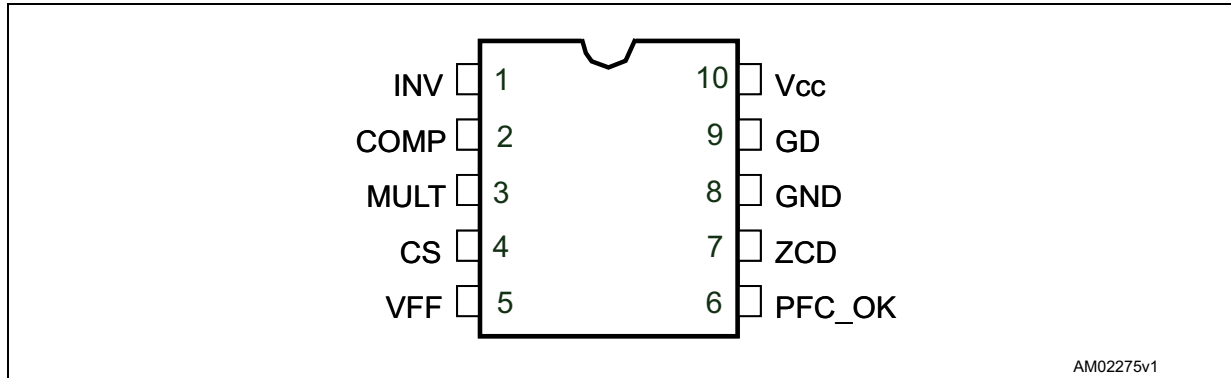 INV 1 10 Vcc
COMP 2 9 GD
MULT 3 8 GND
CS 4 7 ZCD
VFF 5 6 PFC_OK
AM02275v1